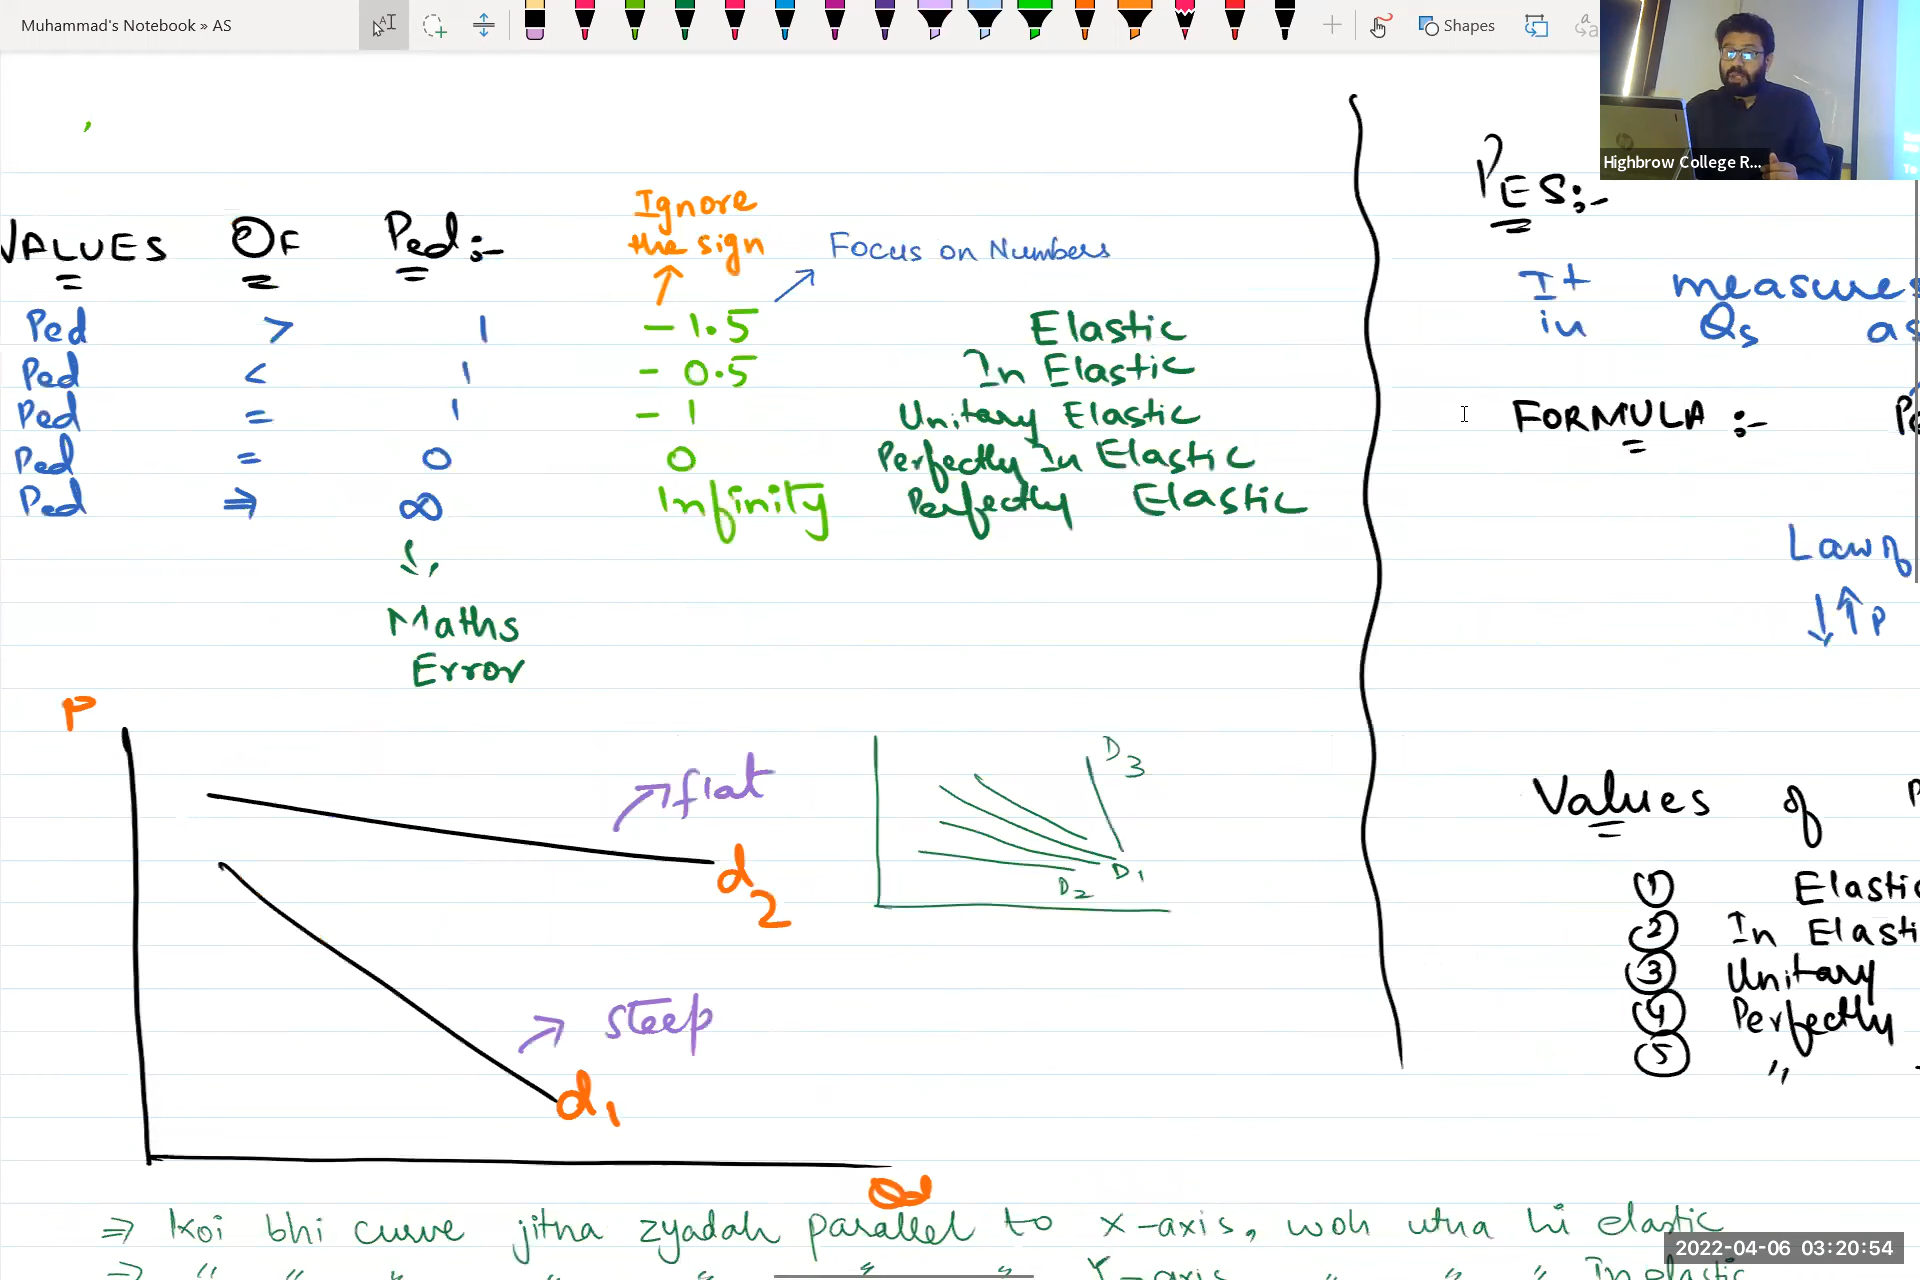 Muhammad's Notebook » AS
Shapes
Highbrow College R...
VALUES OF Ped:-
Ignore
the sign
Focus on Numbers
Ped > 1 - 1.5 Elastic
Ped < 1 - 0.5 In Elastic
Ped = 1 - 1 Unitary Elastic
Ped = 0 0 Perfectly In Elastic
Ped ⇒ ∞ Infinity Perfectly Elastic
Maths
Error
P
flat
d2
steep
d1
Qd
D3
D1
D2
⇒ koi bhi curve jitna zyadah parallel to x-axis, woh utna hi elastic
⇒ " " " " " " " Y-axis " " " Inelastic
PES:-
It measures
in Qs as
FORMULA :-
Law of
↓↑P
Values of
① Elastic
② In Elasti
③ Unitary
④ Perfectly
⑤ "
2022-04-06 03:20:54